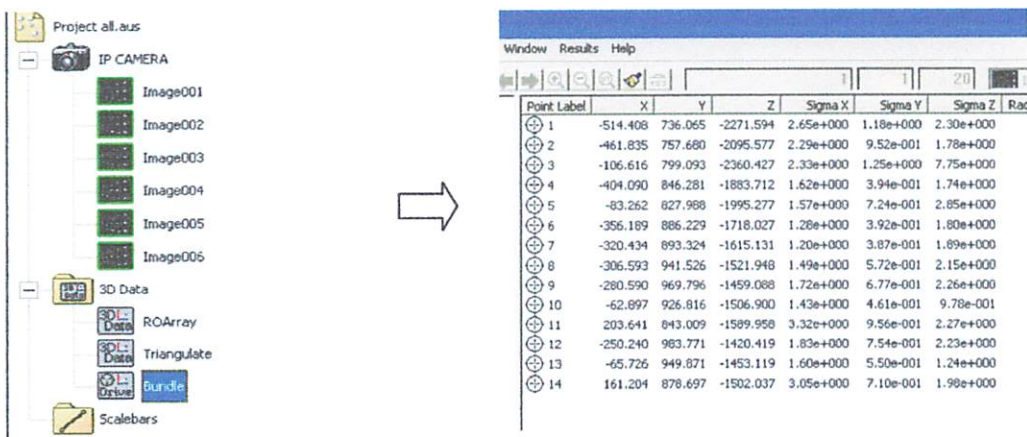 Project all.aus
IP CAMERA
Image001
Image002
Image003
Image004
Image005
Image006
3D Data
ROArray
Triangulate
Bundle
Scalebars
Window Results Help
1 1 20
Point Label X Y Z Sigma X Sigma Y Sigma Z Rad
1 -514.408 736.065 -2271.594 2.65e+000 1.18e+000 2.30e+000
2 -461.835 757.680 -2095.577 2.29e+000 9.52e-001 1.78e+000
3 -106.616 799.093 -2360.427 2.33e+000 1.25e+000 7.75e+000
4 -404.090 846.281 -1883.712 1.62e+000 3.94e-001 1.74e+000
5 -83.262 827.988 -1995.277 1.57e+000 7.24e-001 2.85e+000
6 -356.189 886.229 -1718.027 1.28e+000 3.92e-001 1.80e+000
7 -320.434 893.324 -1615.131 1.20e+000 3.87e-001 1.89e+000
8 -306.593 941.526 -1521.948 1.49e+000 5.72e-001 2.15e+000
9 -280.590 969.796 -1459.088 1.72e+000 6.77e-001 2.26e+000
10 -62.897 926.816 -1506.900 1.43e+000 4.61e-001 9.78e-001
11 203.641 843.009 -1589.958 3.32e+000 9.56e-001 2.27e+000
12 -250.240 983.771 -1420.419 1.83e+000 7.54e-001 2.23e+000
13 -65.726 949.871 -1453.119 1.60e+000 5.50e-001 1.24e+000
14 161.204 878.697 -1502.037 3.05e+000 7.10e-001 1.98e+000